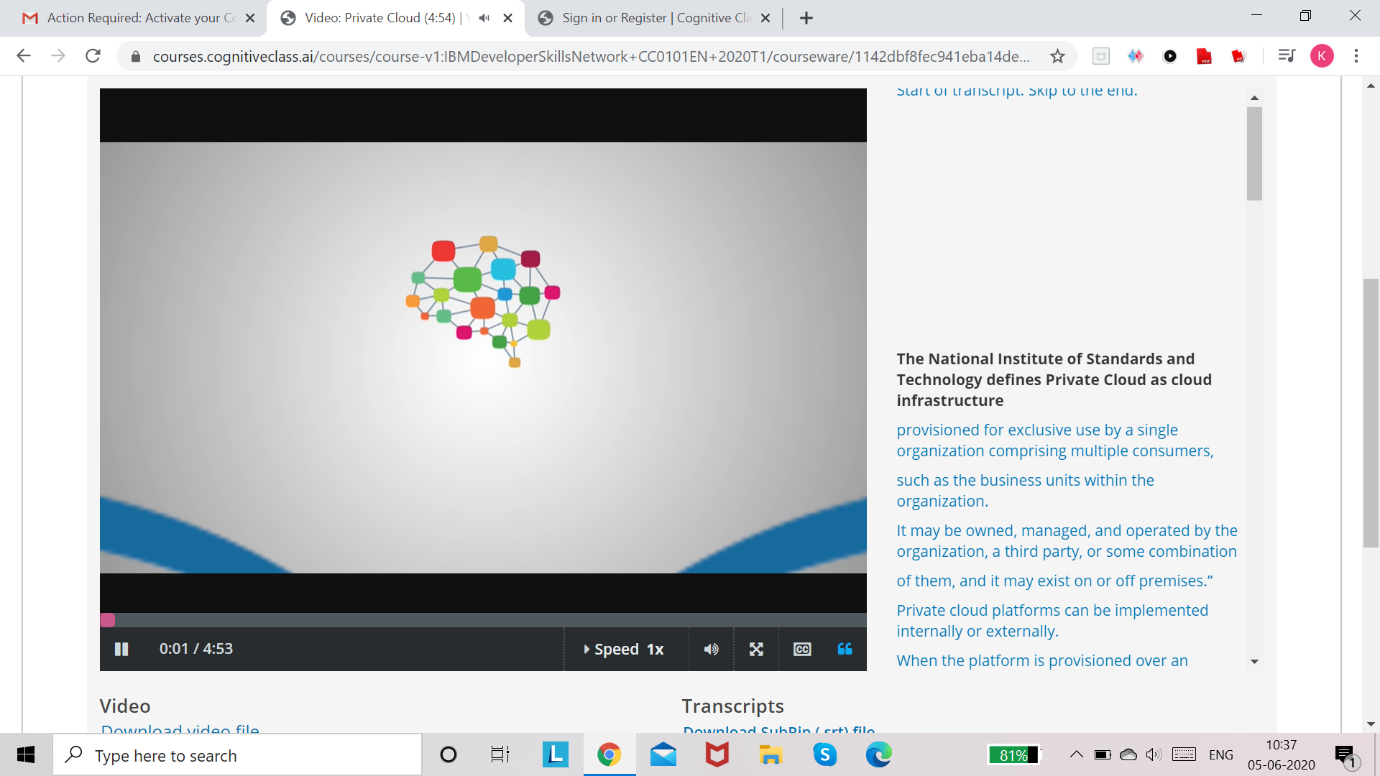 Action Required: Activate your Co
Video: Private Cloud (4:54) |
Sign in or Register | Cognitive Cla
courses.cognitiveclass.ai/courses/course-v1:IBMDeveloperSkillsNetwork+CC0101EN+2020T1/courseware/1142dbf8fec941eba14de...
K
Start of transcript. Skip to the end.
The National Institute of Standards and
Technology defines Private Cloud as cloud
infrastructure
provisioned for exclusive use by a single
organization comprising multiple consumers,
such as the business units within the
organization.
It may be owned, managed, and operated by the
organization, a third party, or some combination
of them, and it may exist on or off premises.”
Private cloud platforms can be implemented
internally or externally.
When the platform is provisioned over an
0:01 / 4:53
Speed 1x
CC
Video
Transcripts
Download video file
Download SubRip (.srt) file
Type here to search
L
S
81%
ENG
10:37
05-06-2020
1